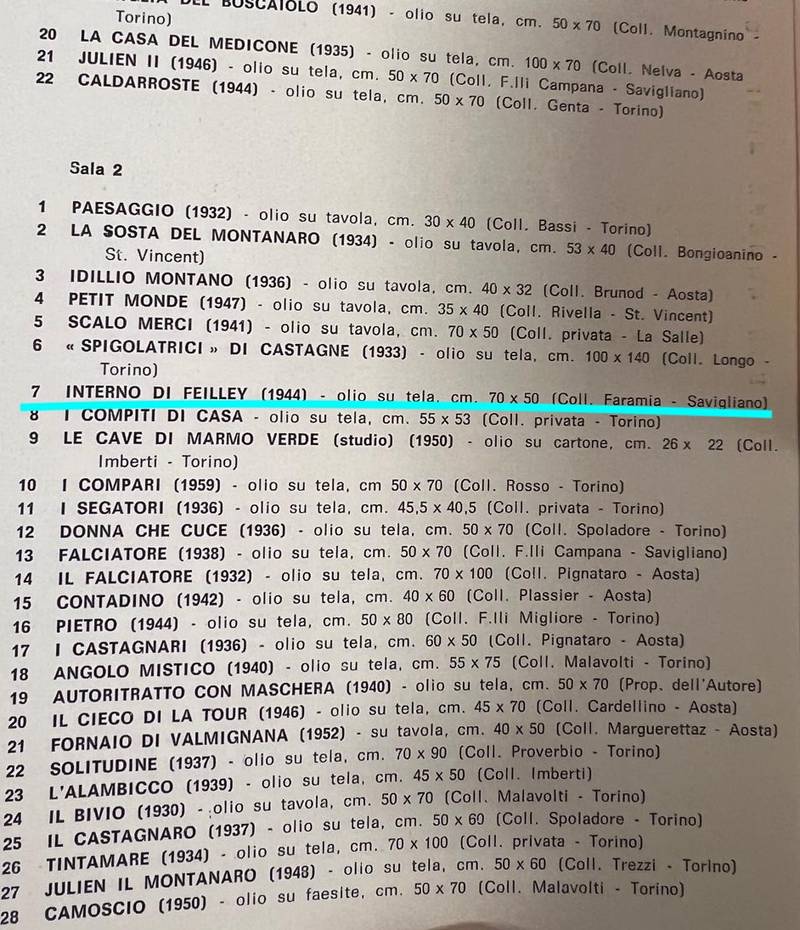 BOSCAIOLO (1941) - olio su tela, cm. 50 x 70 (Coll. Montagnino -
Torino)
20 LA CASA DEL MEDICONE (1935) - olio su tela, cm. 100 x 70 (Coll. Nelva - Aosta
21 JULIEN II (1946) - olio su tela, cm. 50 x 70 (Coll. F.lli Campana - Savigliano)
22 CALDARROSTE (1944) - olio su tela, cm. 50 x 70 (Coll. Genta - Torino)
Sala 2
1 PAESAGGIO (1932) - olio su tavola, cm. 30 x 40 (Coll. Bassi - Torino)
2 LA SOSTA DEL MONTANARO (1934) - olio su tavola, cm. 53 x 40 (Coll. Bongioanino -
St. Vincent)
3 IDILLIO MONTANO (1936) - olio su tavola, cm. 40 x 32 (Coll. Brunod - Aosta)
4 PETIT MONDE (1947) - olio su tavola, cm. 35 x 40 (Coll. Rivella - St. Vincent)
5 SCALO MERCI (1941) - olio su tavola, cm. 70 x 50 (Coll. privata - La Salle)
6 « SPIGOLATRICI » DI CASTAGNE (1933) - olio su tela, cm. 100 x 140 (Coll. Longo -
Torino)
7 INTERNO DI FEILLEY (1944) - olio su tela, cm. 70 x 50 (Coll. Faramia - Savigliano)
8 I COMPITI DI CASA - olio su tela, cm. 55 x 53 (Coll. privata - Torino)
9 LE CAVE DI MARMO VERDE (studio) (1950) - olio su cartone, cm. 26 x 22 (Coll.
Imberti - Torino)
10 I COMPARI (1959) - olio su tela, cm 50 x 70 (Coll. Rosso - Torino)
11 I SEGATORI (1936) - olio su tela, cm. 45,5 x 40,5 (Coll. privata - Torino)
12 DONNA CHE CUCE (1936) - olio su tela, cm. 50 x 70 (Coll. Spoladore - Torino)
13 FALCIATORE (1938) - olio su tela, cm. 50 x 70 (Coll. F.lli Campana - Savigliano)
14 IL FALCIATORE (1932) - olio su tela, cm. 70 x 100 (Coll. Pignataro - Aosta)
15 CONTADINO (1942) - olio su tela, cm. 40 x 60 (Coll. Plassier - Aosta)
16 PIETRO (1944) - olio su tela, cm. 50 x 80 (Coll. F.lli Migliore - Torino)
17 I CASTAGNARI (1936) - olio su tela, cm. 60 x 50 (Coll. Pignataro - Aosta)
18 ANGOLO MISTICO (1940) - olio su tela, cm. 55 x 75 (Coll. Malavolti - Torino)
19 AUTORITRATTO CON MASCHERA (1940) - olio su tela, cm. 50 x 70 (Prop. dell'Autore)
20 IL CIECO DI LA TOUR (1946) - olio su tela, cm. 45 x 70 (Coll. Cardellino - Aosta)
21 FORNAIO DI VALMIGNANA (1952) - su tavola, cm. 40 x 50 (Coll. Marguerettaz - Aosta)
22 SOLITUDINE (1937) - olio su tela, cm. 70 x 90 (Coll. Proverbio - Torino)
23 L'ALAMBICCO (1939) - olio su tela, cm. 45 x 50 (Coll. Imberti)
24 IL BIVIO (1930) - olio su tavola, cm. 50 x 70 (Coll. Malavolti - Torino)
25 IL CASTAGNARO (1937) - olio su tela, cm. 50 x 60 (Coll. Spoladore - Torino)
26 TINTAMARE (1934) - olio su tela, cm. 70 x 100 (Coll. privata - Torino)
27 JULIEN IL MONTANARO (1948) - olio su tela, cm. 50 x 60 (Coll. Trezzi - Torino)
28 CAMOSCIO (1950) - olio su faesite, cm. 50 x 70 (Coll. Malavolti - Torino)